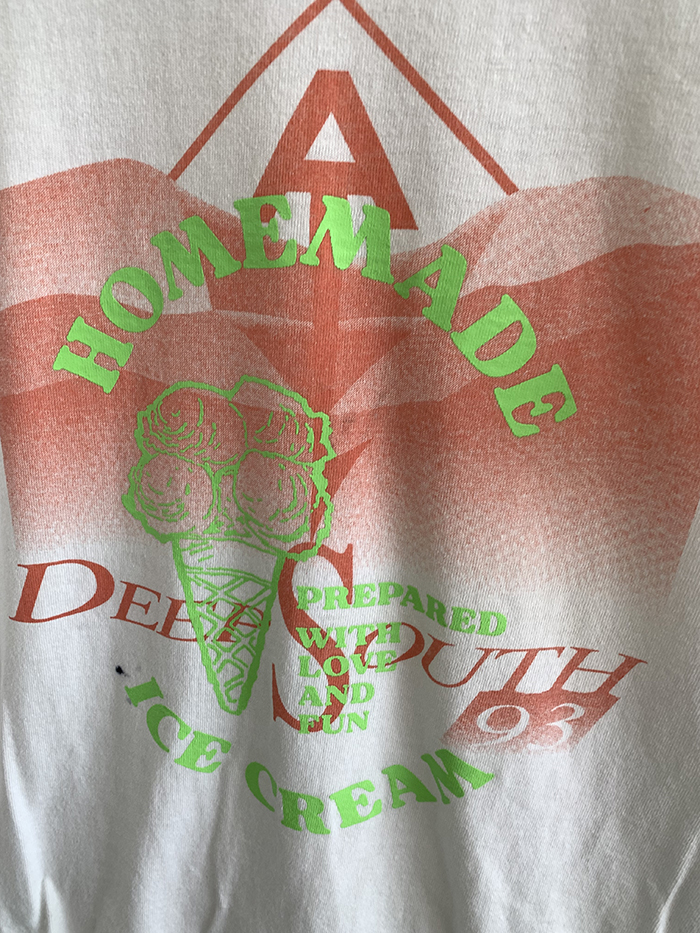 A
HOMEMADE
DEEP SOUTH
93
PREPARED
WITH
LOVE
AND
FUN
ICE CREAM